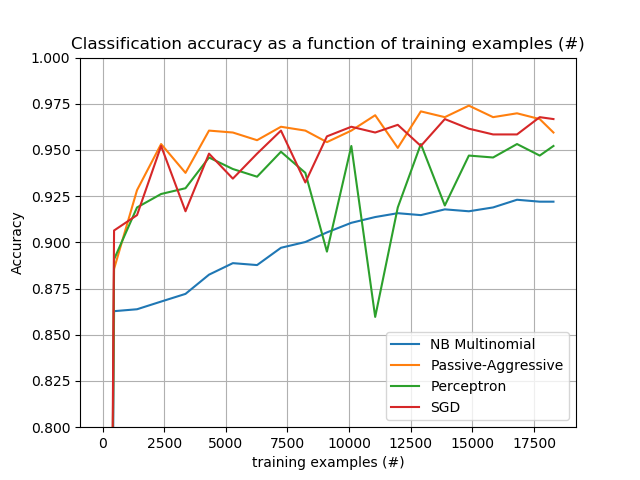 Classification accuracy as a function of training examples (#)
1.000
0.975
0.950
0.925
0.900
0.875
0.850
0.825
0.800
Accuracy
NB Multinomial
Passive-Aggressive
Perceptron
SGD
0 2500 5000 7500 10000 12500 15000 17500
training examples (#)